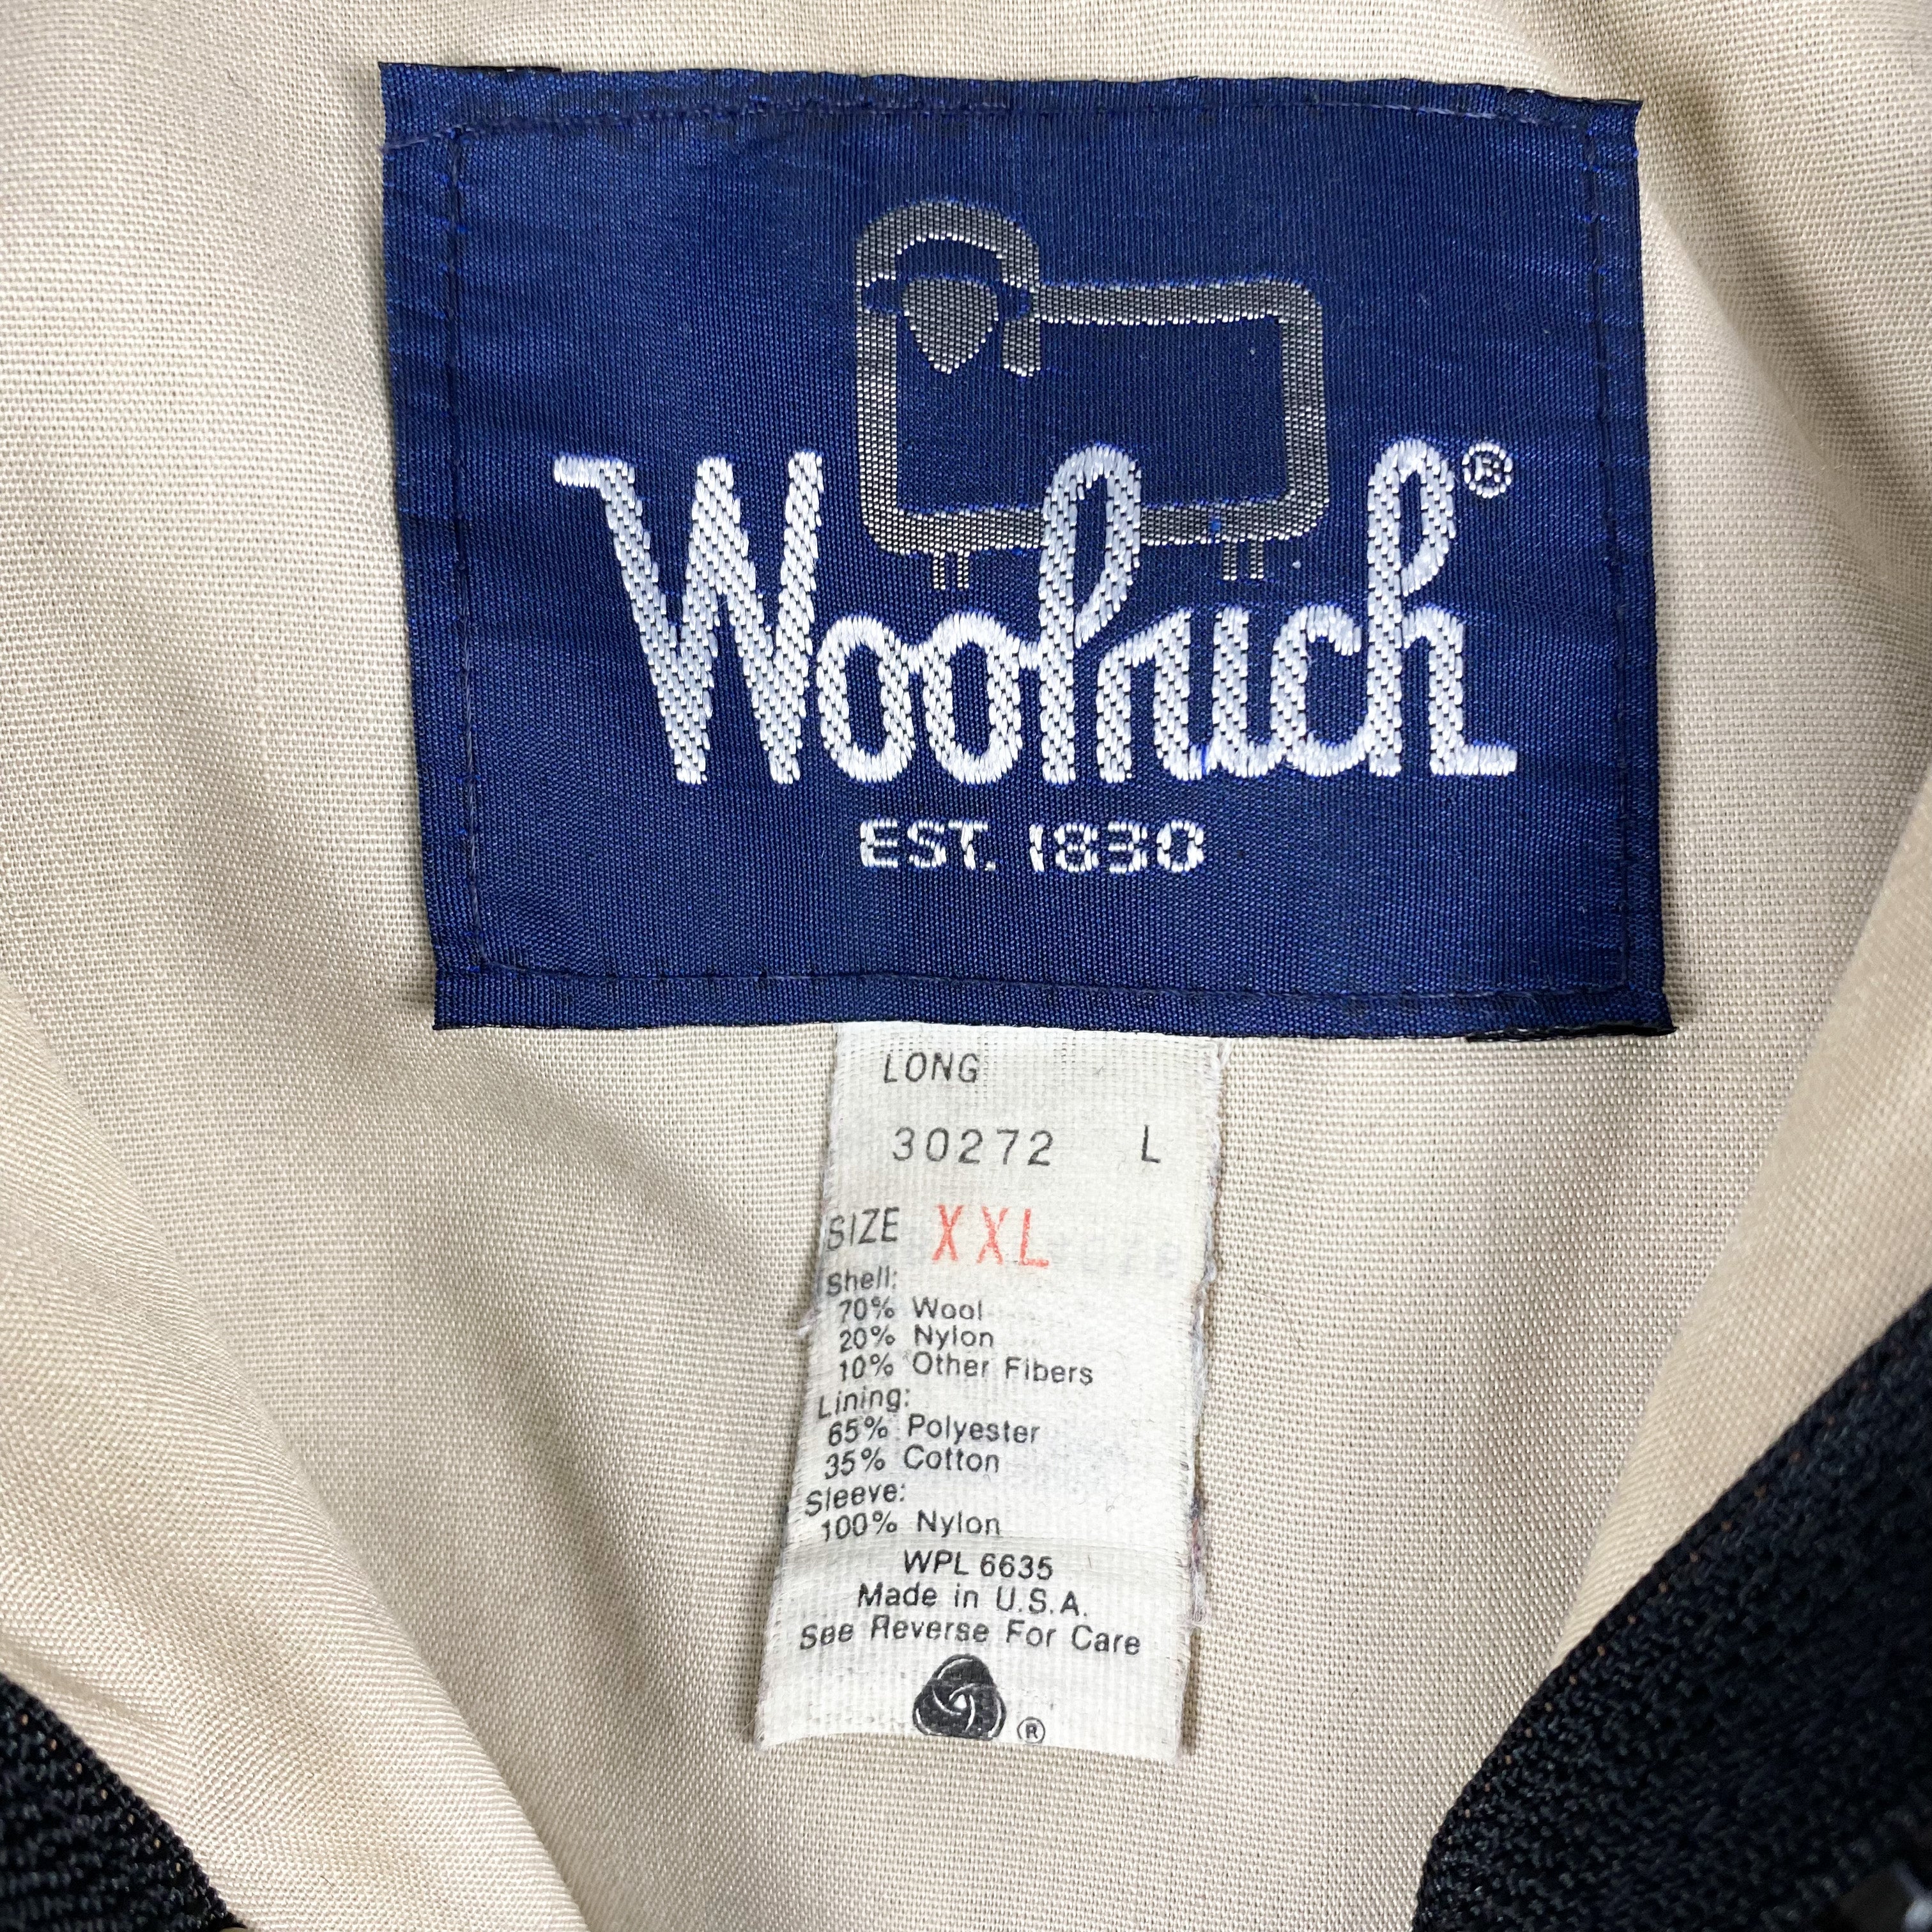 Woolrich®
EST. 1830
LONG
30272 L
SIZE XXL
Shell:
70% Wool
20% Nylon
10% Other Fibers
Lining:
65% Polyester
35% Cotton
Sleeve:
100% Nylon
WPL 6635
Made in U.S.A.
See Reverse For Care
®